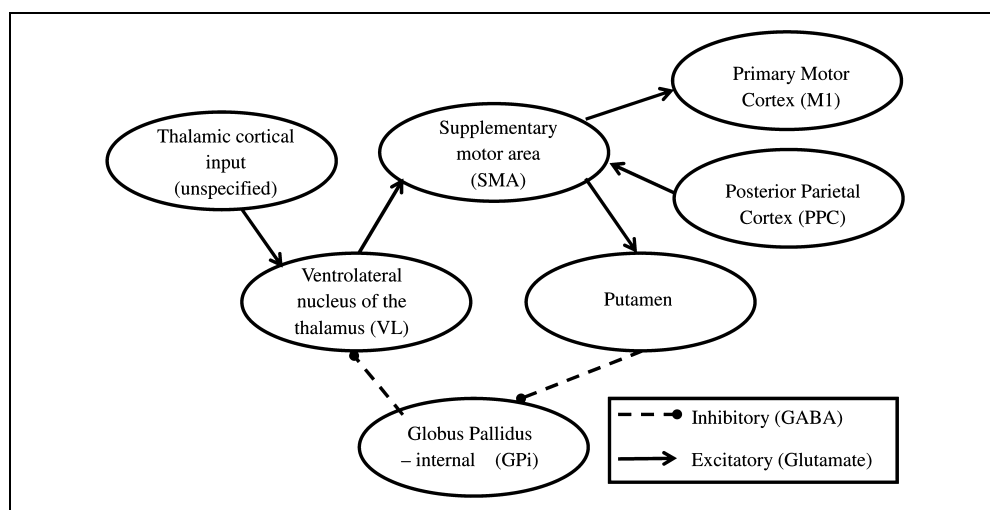 Primary Motor
Cortex (M1)
Thalamic cortical
input
(unspecified)
Supplementary
motor area
(SMA)
Posterior Parietal
Cortex (PPC)
Ventrolateral
nucleus of the
thalamus (VL)
Putamen
Globus Pallidus
– internal (GPi)
Inhibitory (GABA)
Excitatory (Glutamate)